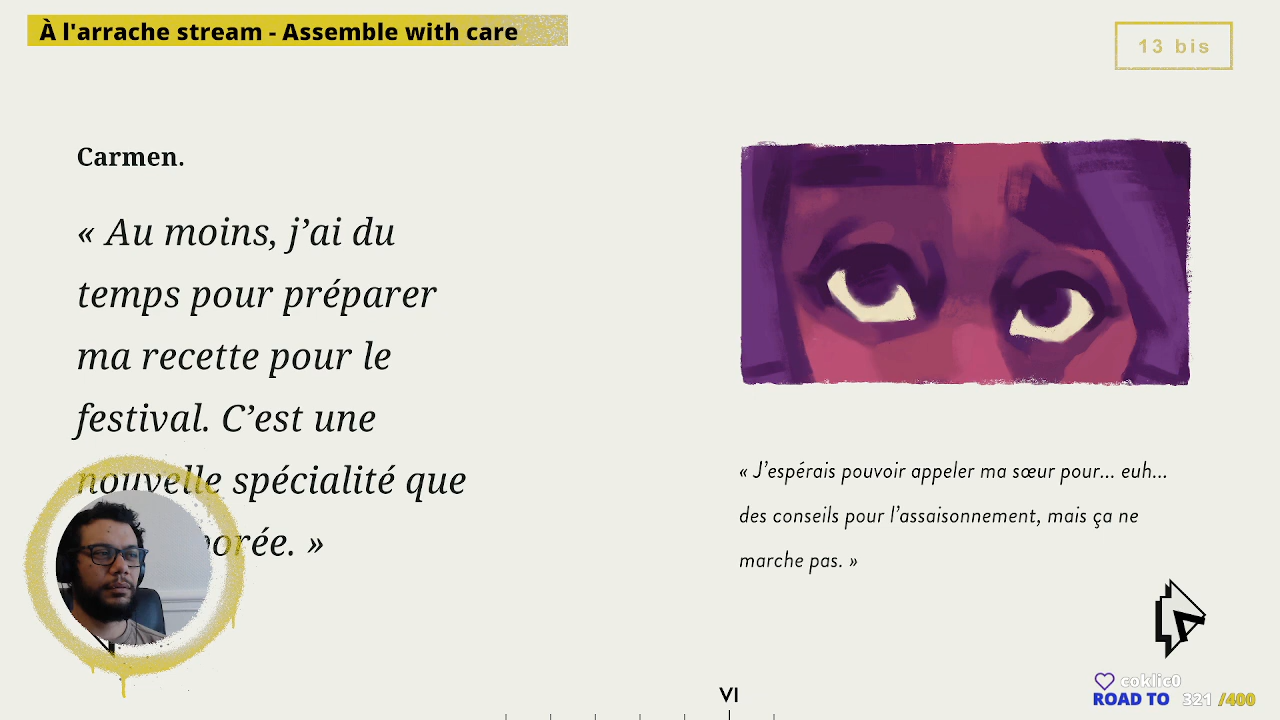 À l'arrache stream - Assemble with care
13 bis
Carmen.
« Au moins, j’ai du
temps pour préparer
ma recette pour le
festival. C’est une
nouvelle spécialité que
orée. »
« J’espérais pouvoir appeler ma sœur pour... euh...
des conseils pour l’assaisonnement, mais ça ne
marche pas. »
VI
coklic0
ROAD TO 321 /400